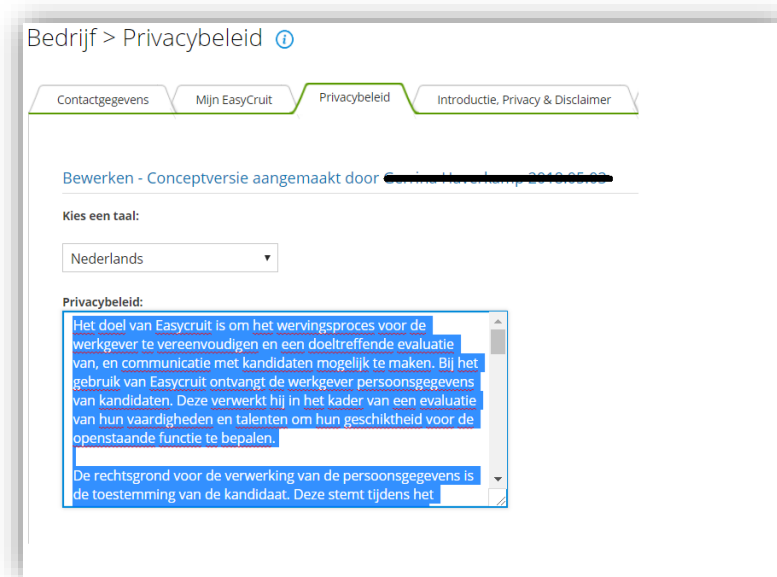 Bedrijf > Privacybeleid
Contactgegevens
Mijn EasyCruit
Privacybeleid
Introductie, Privacy & Disclaimer
Bewerken - Conceptversie aangemaakt door
Kies een taal:
Nederlands
Privacybeleid:
Het doel van Easycruit is om het wervingsproces voor de
werkgever te vereenvoudigen en een doeltreffende evaluatie
van, en communicatie met kandidaten mogelijk te maken. Bij het
gebruik van Easycruit ontvangt de werkgever persoonsgegevens
van kandidaten. Deze verwerkt hij in het kader van een evaluatie
van hun vaardigheden en talenten om hun geschiktheid voor de
openstaande functie te bepalen.
De rechtsgrond voor de verwerking van de persoonsgegevens is
de toestemming van de kandidaat. Deze stemt tijdens het